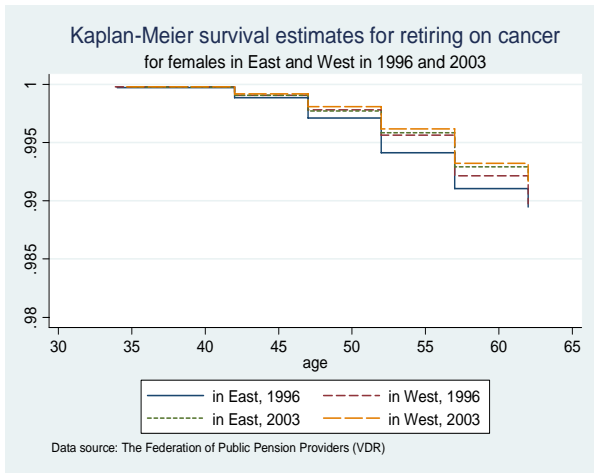 Kaplan-Meier survival estimates for retiring on cancer
for females in East and West in 1996 and 2003
1
.995
.99
.985
.98
30 35 40 45 50 55 60 65
age
in East, 1996 in West, 1996
in East, 2003 in West, 2003
Data source: The Federation of Public Pension Providers (VDR)